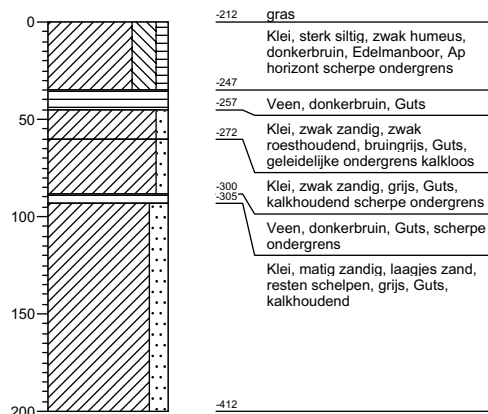 0
50
100
150
200
-212
gras
Klei, sterk siltig, zwak humeus,
donkerbruin, Edelmanboor, Ap
horizont scherpe ondergrens
-247
Veen, donkerbruin, Guts
-257
Klei, zwak zandig, zwak
roesthoudend, bruingrijs, Guts,
geleidelijke ondergrens kalkloos
-272
Klei, zwak zandig, grijs, Guts,
kalkhoudend scherpe ondergrens
-300
Veen, donkerbruin, Guts, scherpe
ondergrens
-305
Klei, matig zandig, laagjes zand,
resten schelpen, grijs, Guts,
kalkhoudend
-412